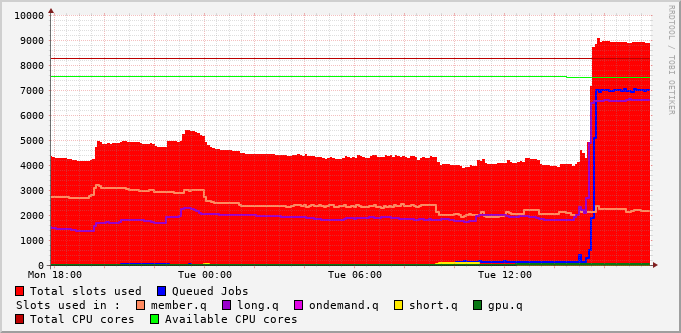 10000
9000
8000
7000
6000
5000
4000
3000
2000
1000
0
Mon 18:00 Tue 00:00 Tue 06:00 Tue 12:00
Total slots used Queued Jobs
Slots used in : member.q long.q ondemand.q short.q gpu.q
Total CPU cores Available CPU cores
RRDTOOL / TOBI OETIKER